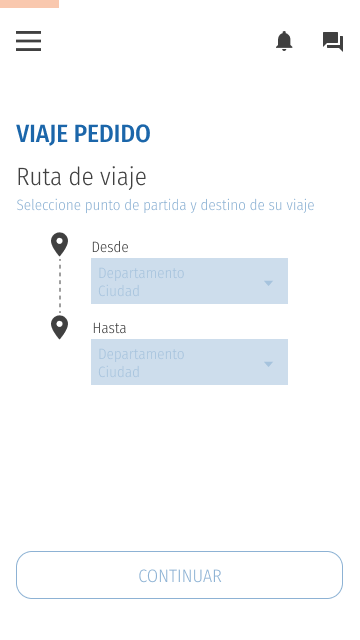 VIAJE PEDIDO
Ruta de viaje
Seleccione punto de partida y destino de su viaje
Desde
Departamento
Ciudad
Hasta
Departamento
Ciudad
CONTINUAR